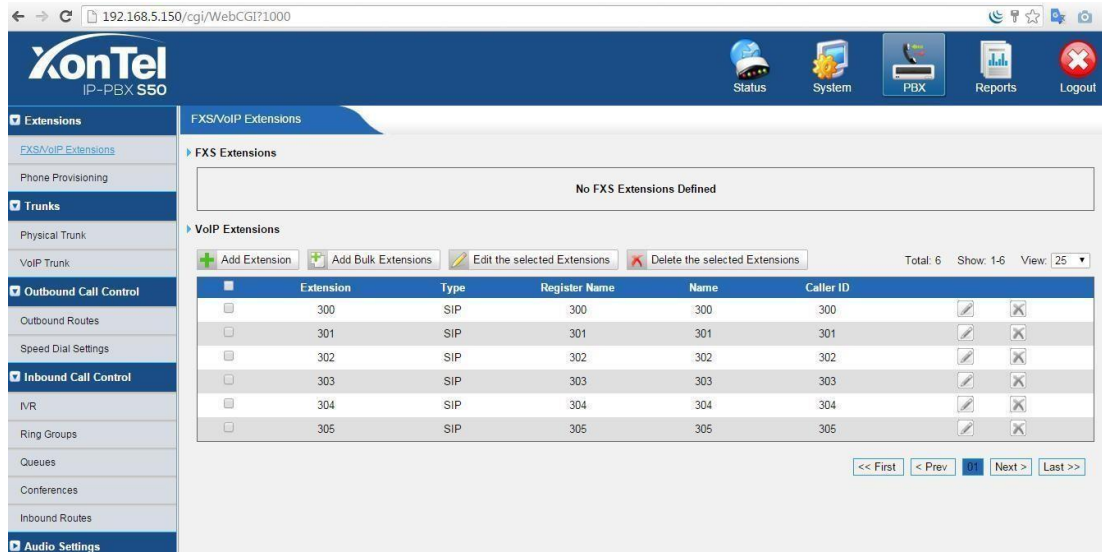 192.168.5.150/cgi/WebCGI?1000
XonTel
IP-PBX S50
Status System PBX Reports Logout
Extensions
FXS/VoIP Extensions
Phone Provisioning
Trunks
Physical Trunk
VoIP Trunk
Outbound Call Control
Outbound Routes
Speed Dial Settings
Inbound Call Control
IVR
Ring Groups
Queues
Conferences
Inbound Routes
Audio Settings
FXS/VoIP Extensions
FXS Extensions
No FXS Extensions Defined
VoIP Extensions
Add Extension Add Bulk Extensions Edit the selected Extensions Delete the selected Extensions Total: 6 Show: 1-6 View: 25
Extension Type Register Name Name Caller ID
300 SIP 300 300 300
301 SIP 301 301 301
302 SIP 302 302 302
303 SIP 303 303 303
304 SIP 304 304 304
305 SIP 305 305 305
<< First < Prev 01 Next > Last >>